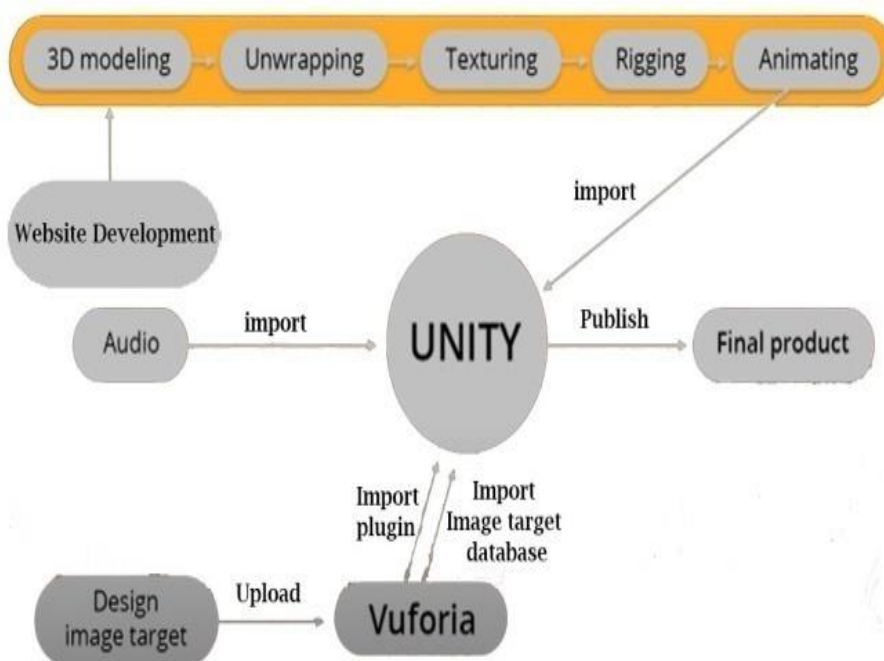 3D modeling
Unwrapping
Texturing
Rigging
Animating
import
Website Development
Audio
import
UNITY
Publish
Final product
Import
plugin
Import
Image target
database
Design
image target
Upload
Vuforia